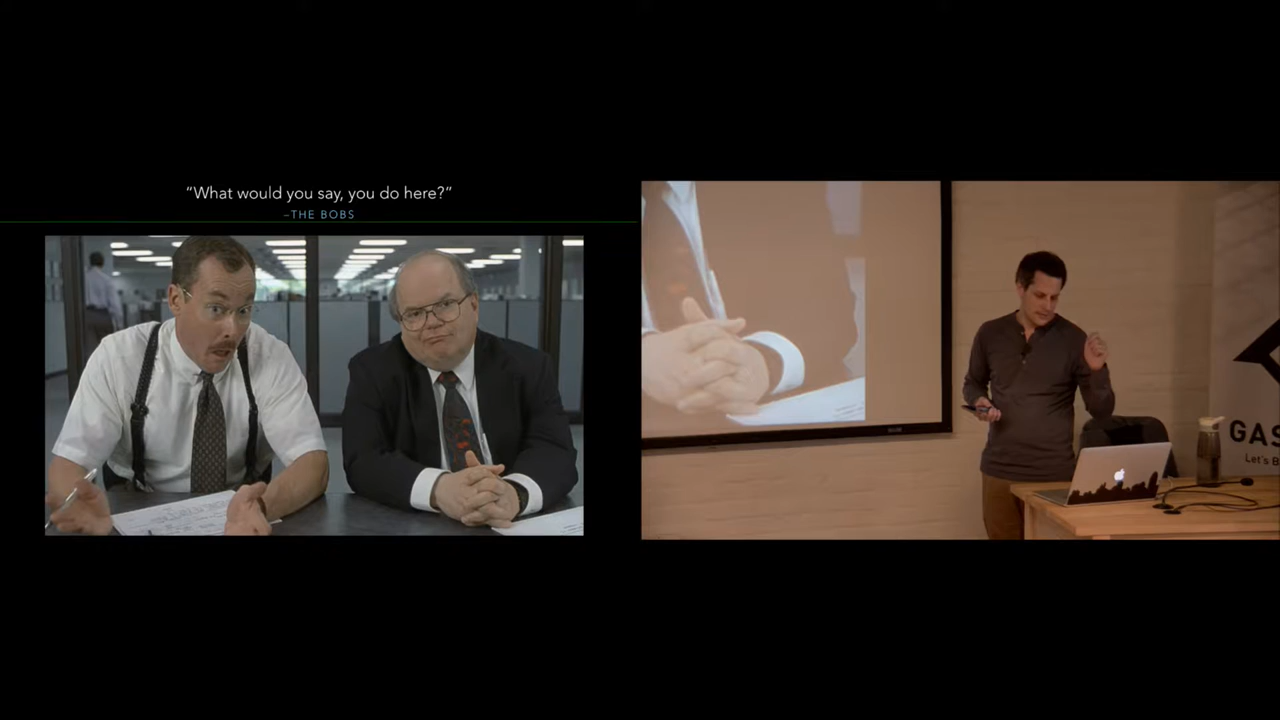 “What would you say, you do here?”
–THE BOBS
GAS
Let's B